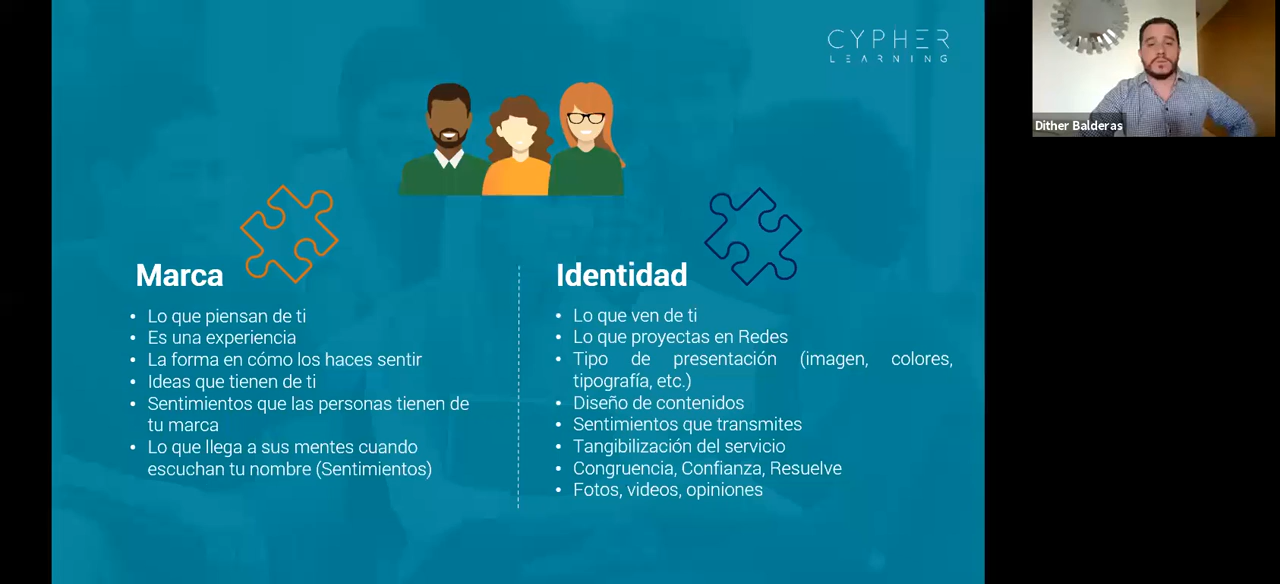 CYPHER
LEARNING
Dither Balderas
Marca
• Lo que piensan de ti
• Es una experiencia
• La forma en cómo los haces sentir
• Ideas que tienen de ti
• Sentimientos que las personas tienen de
tu marca
• Lo que llega a sus mentes cuando
escuchan tu nombre (Sentimientos)
Identidad
• Lo que ven de ti
• Lo que proyectas en Redes
• Tipo de presentación (imagen, colores,
tipografía, etc.)
• Diseño de contenidos
• Sentimientos que transmites
• Tangibilización del servicio
• Congruencia, Confianza, Resuelve
• Fotos, videos, opiniones